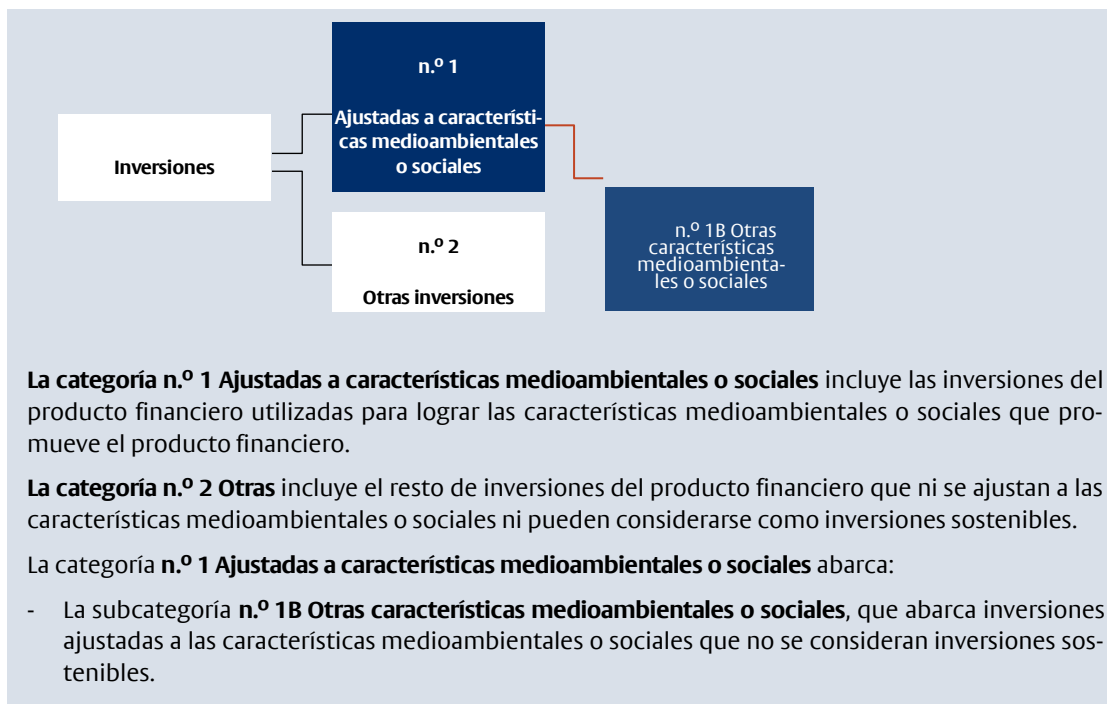 n.º 1
Ajustadas a característi-
cas medioambientales
o sociales
Inversiones
n.º 2
Otras inversiones
n.º 1B Otras
características
medioambienta-
les o sociales
La categoría n.º 1 Ajustadas a características medioambientales o sociales incluye las inversiones del
producto financiero utilizadas para lograr las características medioambientales o sociales que pro-
mueve el producto financiero.
La categoría n.º 2 Otras incluye el resto de inversiones del producto financiero que ni se ajustan a las
características medioambientales o sociales ni pueden considerarse como inversiones sostenibles.
La categoría n.º 1 Ajustadas a características medioambientales o sociales abarca:
- La subcategoría n.º 1B Otras características medioambientales o sociales, que abarca inversiones
ajustadas a las características medioambientales o sociales que no se consideran inversiones sos-
tenibles.